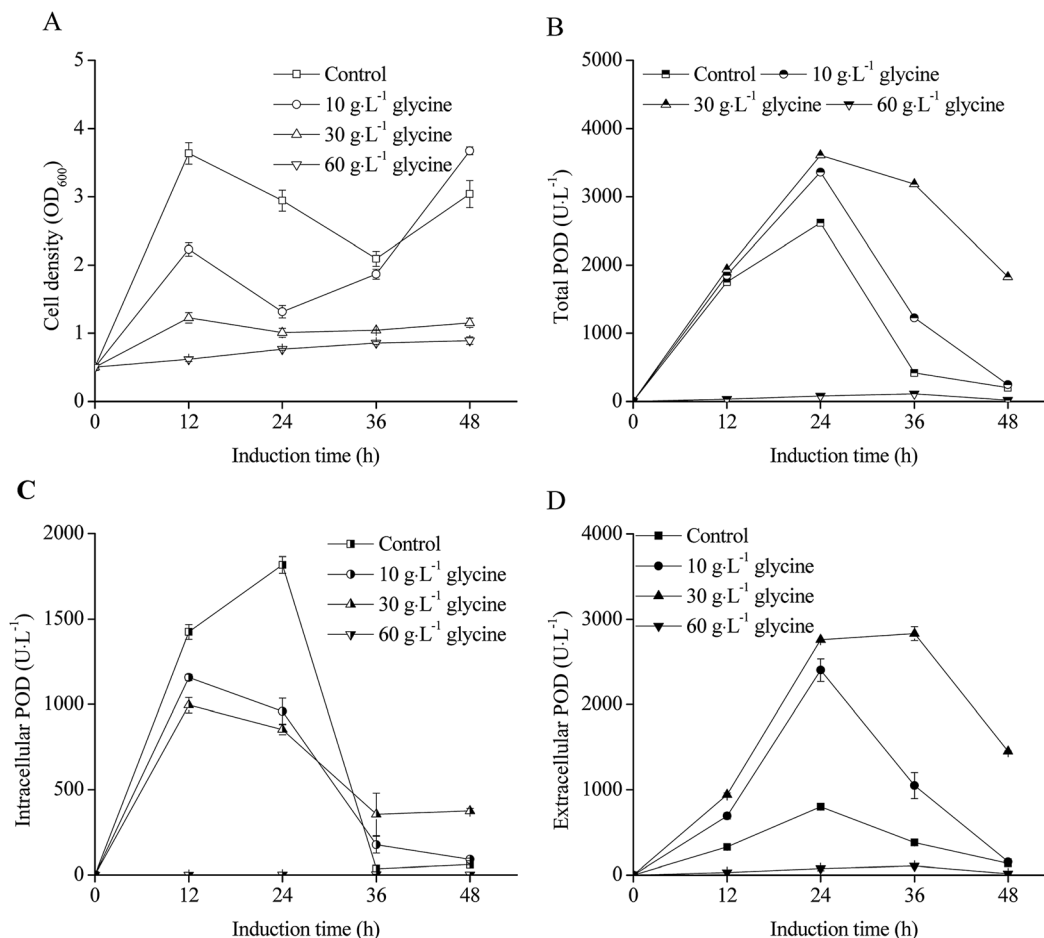 A
5
4
3
2
1
0
Cell density (OD600)
Control
10 g·L-1 glycine
30 g·L-1 glycine
60 g·L-1 glycine
0 12 24 36 48
Induction time (h)
B
5000
4000
3000
2000
1000
0
Total POD (U·L-1)
Control 10 g·L-1 glycine
30 g·L-1 glycine 60 g·L-1 glycine
0 12 24 36 48
Induction time (h)
C
2000
1500
1000
500
0
Intracellular POD (U·L-1)
Control
10 g·L-1 glycine
30 g·L-1 glycine
60 g·L-1 glycine
0 12 24 36 48
Induction time (h)
D
4000
3000
2000
1000
0
Extracellular POD (U·L-1)
Control
10 g·L-1 glycine
30 g·L-1 glycine
60 g·L-1 glycine
0 12 24 36 48
Induction time (h)